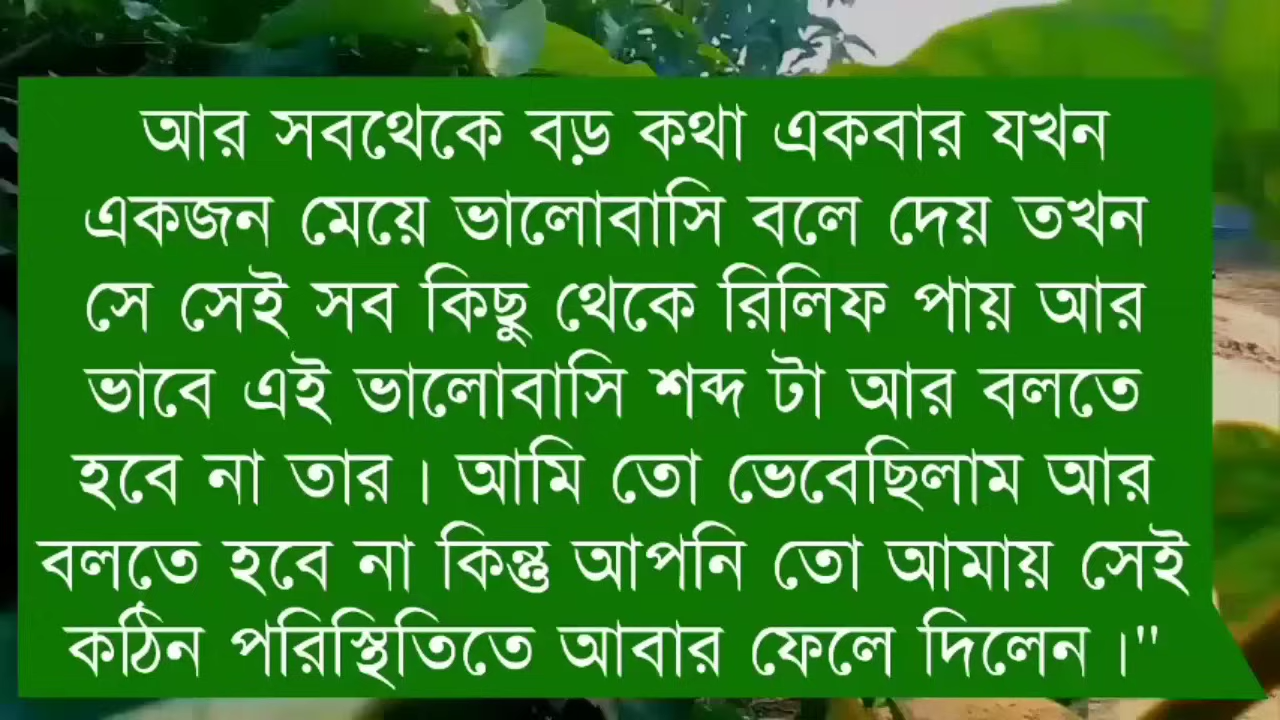 আর সবথেকে বড় কথা একবার যখন
একজন মেয়ে ভালোবাসি বলে দেয় তখন
সে সেই সব কিছু থেকে রিলিফ পায় আর
ভাবে এই ভালোবাসি শব্দ টা আর বলতে
হবে না তার। আমি তো ভেবেছিলাম আর
বলতে হবে না কিন্তু আপনি তো আমায় সেই
কঠিন পরিস্থিতিতে আবার ফেলে দিলেন।"